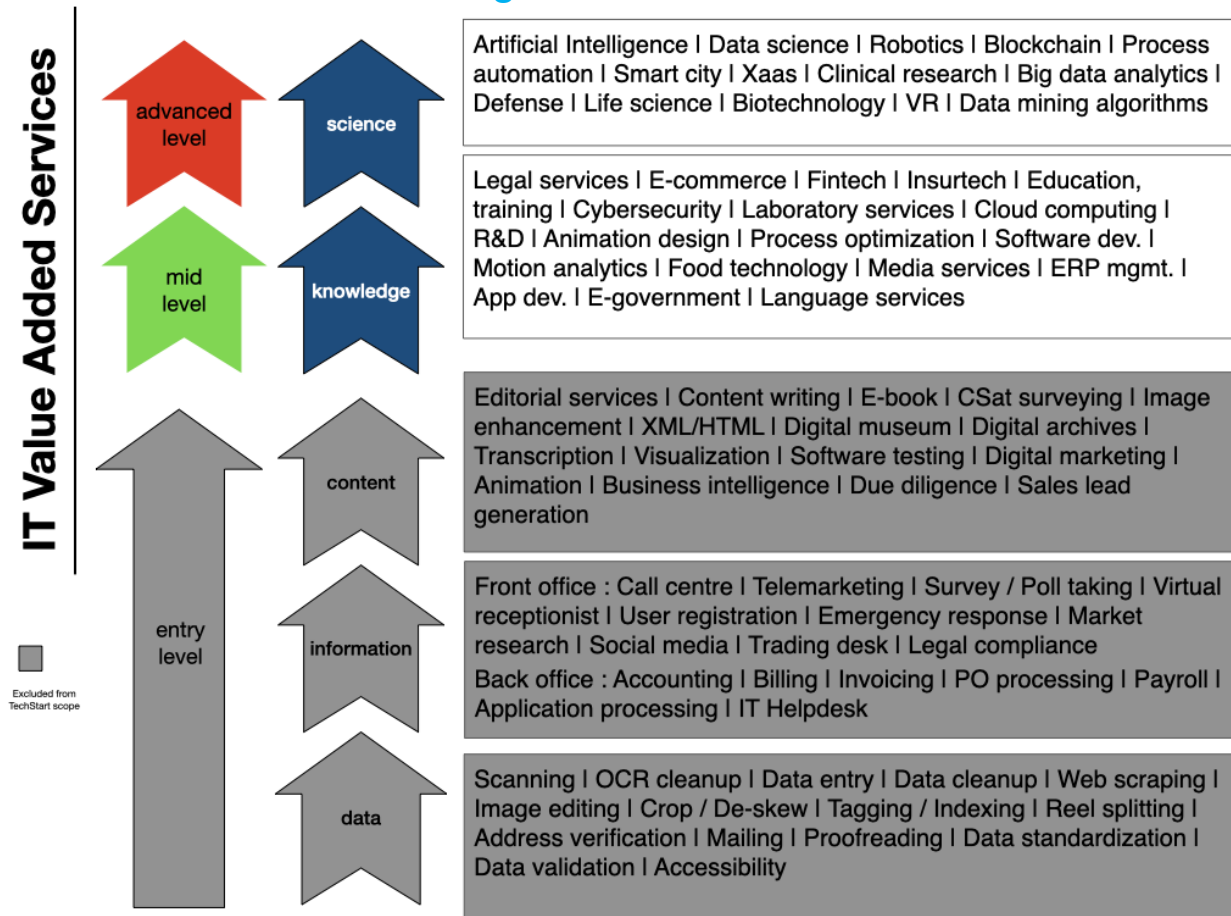 IT Value Added Services
advanced
level
science
Artificial Intelligence I Data science I Robotics I Blockchain I Process
automation I Smart city I Xaas I Clinical research I Big data analytics I
Defense I Life science I Biotechnology I VR I Data mining algorithms
mid
level
knowledge
Legal services I E-commerce I Fintech I Insurtech I Education,
training I Cybersecurity I Laboratory services I Cloud computing I
R&D I Animation design I Process optimization I Software dev. I
Motion analytics I Food technology I Media services I ERP mgmt. I
App dev. I E-government I Language services
entry
level
content
Editorial services I Content writing I E-book I CSat surveying I Image
enhancement I XML/HTML I Digital museum I Digital archives I
Transcription I Visualization I Software testing I Digital marketing I
Animation I Business intelligence I Due diligence I Sales lead
generation
information
Front office : Call centre I Telemarketing I Survey / Poll taking I Virtual
receptionist I User registration I Emergency response I Market
research I Social media I Trading desk I Legal compliance
Back office : Accounting I Billing I Invoicing I PO processing I Payroll I
Application processing I IT Helpdesk
data
Scanning I OCR cleanup I Data entry I Data cleanup I Web scraping I
Image editing I Crop / De-skew I Tagging / Indexing I Reel splitting I
Address verification I Mailing I Proofreading I Data standardization I
Data validation I Accessibility
Excluded from
TechStart scope